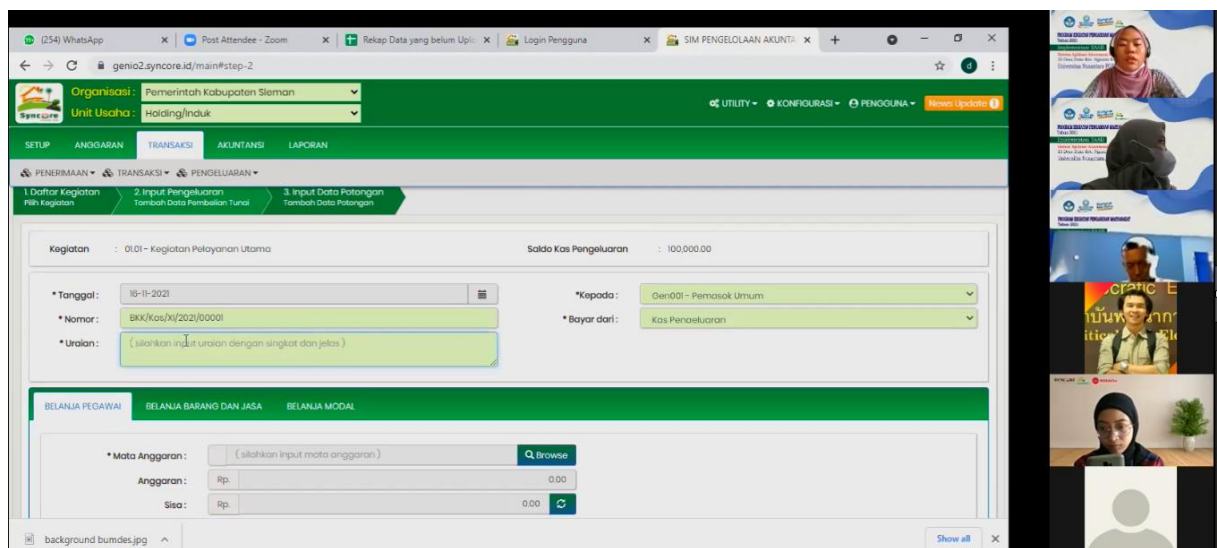 (254) WhatsApp
Post Attendee - Zoom
Rekap Data yang belum Uplo
Login Pengguna
SIM PENGELOLAAN AKUNTA
genio2.syncore.id/main#step-2
d
Syncore
Organisasi : Pemerintah Kabupaten Sleman
Unit Usaha : Holding/Induk
UTILITY
KONFIGURASI
PENGGUNA
News Update
SETUP ANGGARAN TRANSAKSI AKUNTANSI LAPORAN
PENERIMAAN TRANSAKSI PENGELUARAN
1. Daftar Kegiatan
Pilih Kegiatan
2. Input Pengeluaran
Tambah Data Pembelian Tunai
3. Input Data Potongan
Tambah Data Potongan
Kegiatan : 01.01 - Kegiatan Pelayanan Utama
Saldo Kas Pengeluaran : 100,000.00
* Tanggal : 16-11-2021
*Kepada : Gen001 - Pemasok Umum
* Nomor : BKK/Kas/XI/2021/00001
* Bayar dari : Kas Pengeluaran
* Uraian : ( silahkan input uraian dengan singkat dan jelas )
BELANJA PEGAWAI BELANJA BARANG DAN JASA BELANJA MODAL
* Mata Anggaran : ( silahkan input mata anggaran ) Browse
Anggaran : Rp. 0.00
Sisa : Rp. 0.00
background bumdes.jpg
Show all